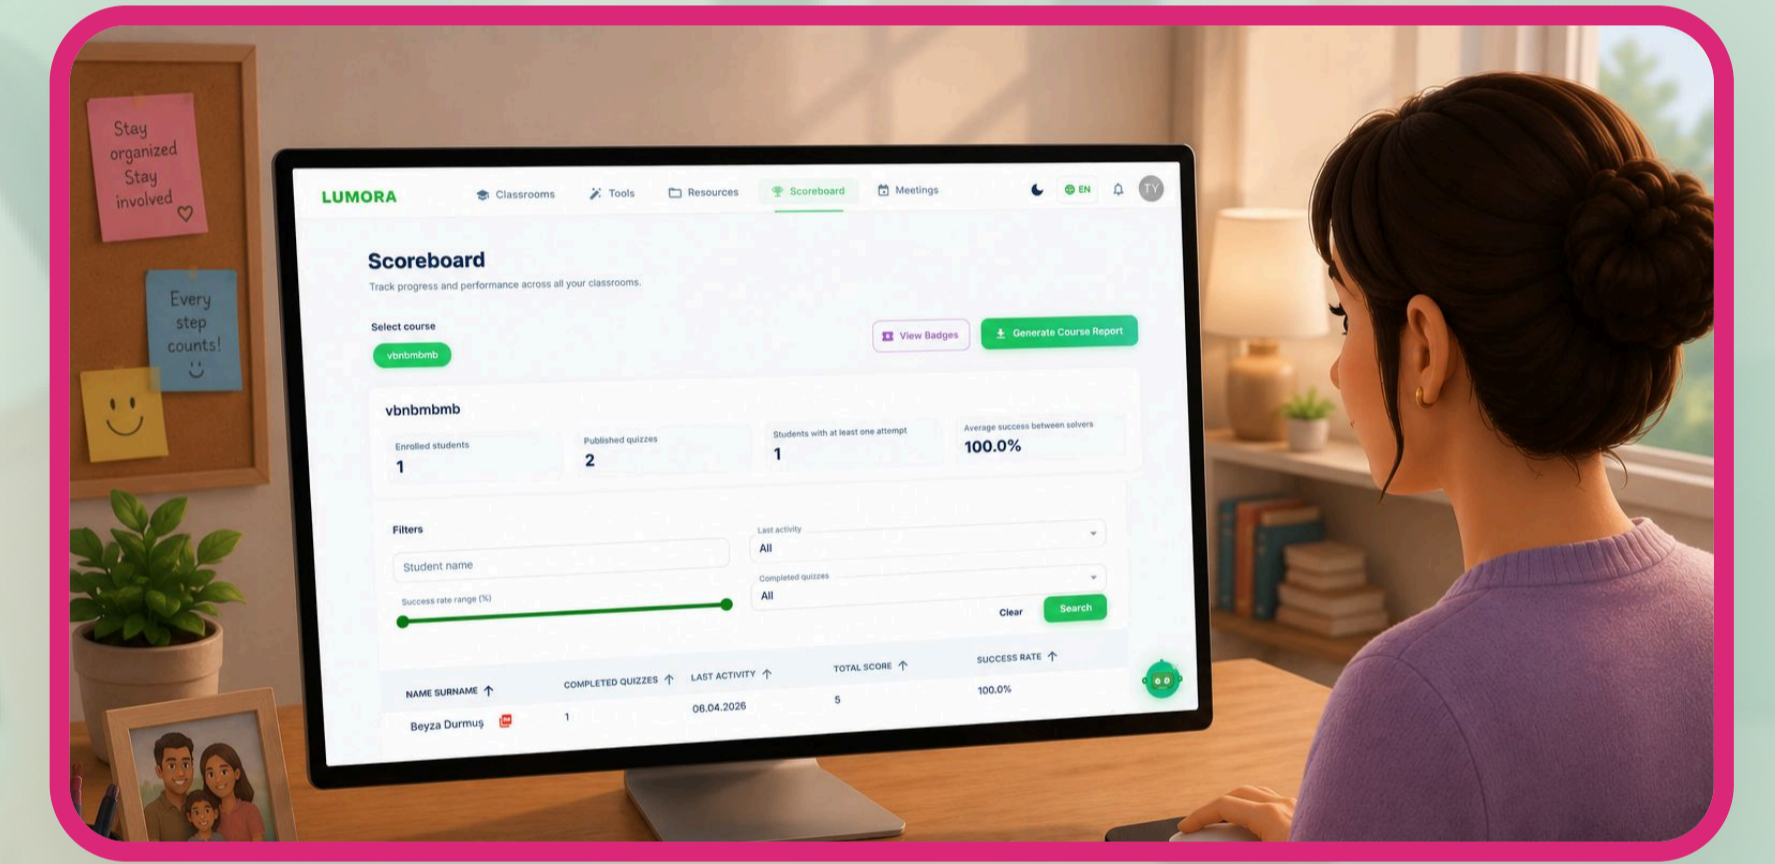 Stay
organized
Stay
involved
Every
step
counts!
LUMORA
Classrooms
Tools
Resources
Scoreboard
Meetings
EN
TY
Scoreboard
Track progress and performance across all your classrooms.
Select course
vbnbmbmb
View Badges
Generate Course Report
vbnbmbmb
Enrolled students
1
Published quizzes
2
Students with at least one attempt
1
Average success between solvers
100.0%
Filters
Student name
Last activity
All
Success rate range (%)
Completed quizzes
All
Clear
Search
NAME SURNAME
COMPLETED QUIZZES
LAST ACTIVITY
TOTAL SCORE
SUCCESS RATE
Beyza Durmuş
1
06.04.2026
5
100.0%